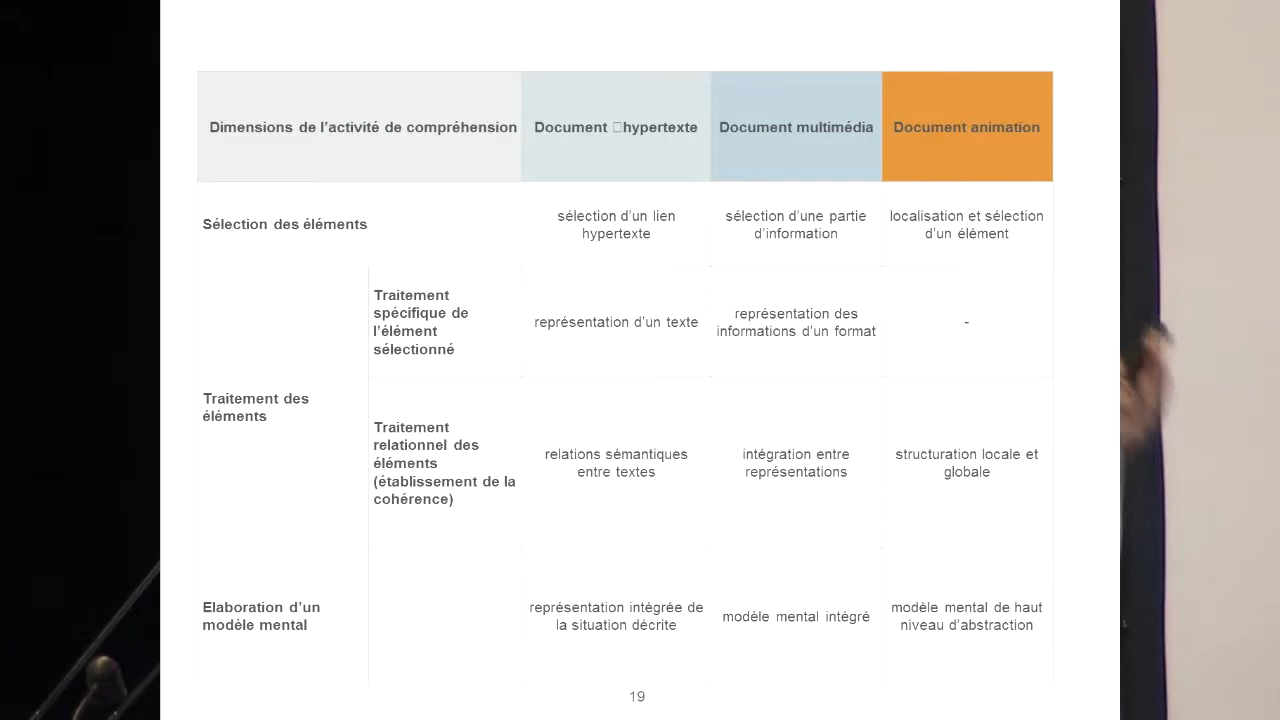 Dimensions de l’activité de compréhension
Document hypertexte
Document multimédia
Document animation
Sélection des éléments
sélection d’un lien
hypertexte
sélection d’une partie
d’information
localisation et sélection
d’un élément
Traitement des
éléments
Traitement
spécifique de
l’élément
sélectionné
représentation d’un texte
représentation des
informations d’un format
-
Traitement
relationnel des
éléments
(établissement de la
cohérence)
relations sémantiques
entre textes
intégration entre
représentations
structuration locale et
globale
Elaboration d’un
modèle mental
représentation intégrée de
la situation décrite
modèle mental intégré
modèle mental de haut
niveau d’abstraction
19